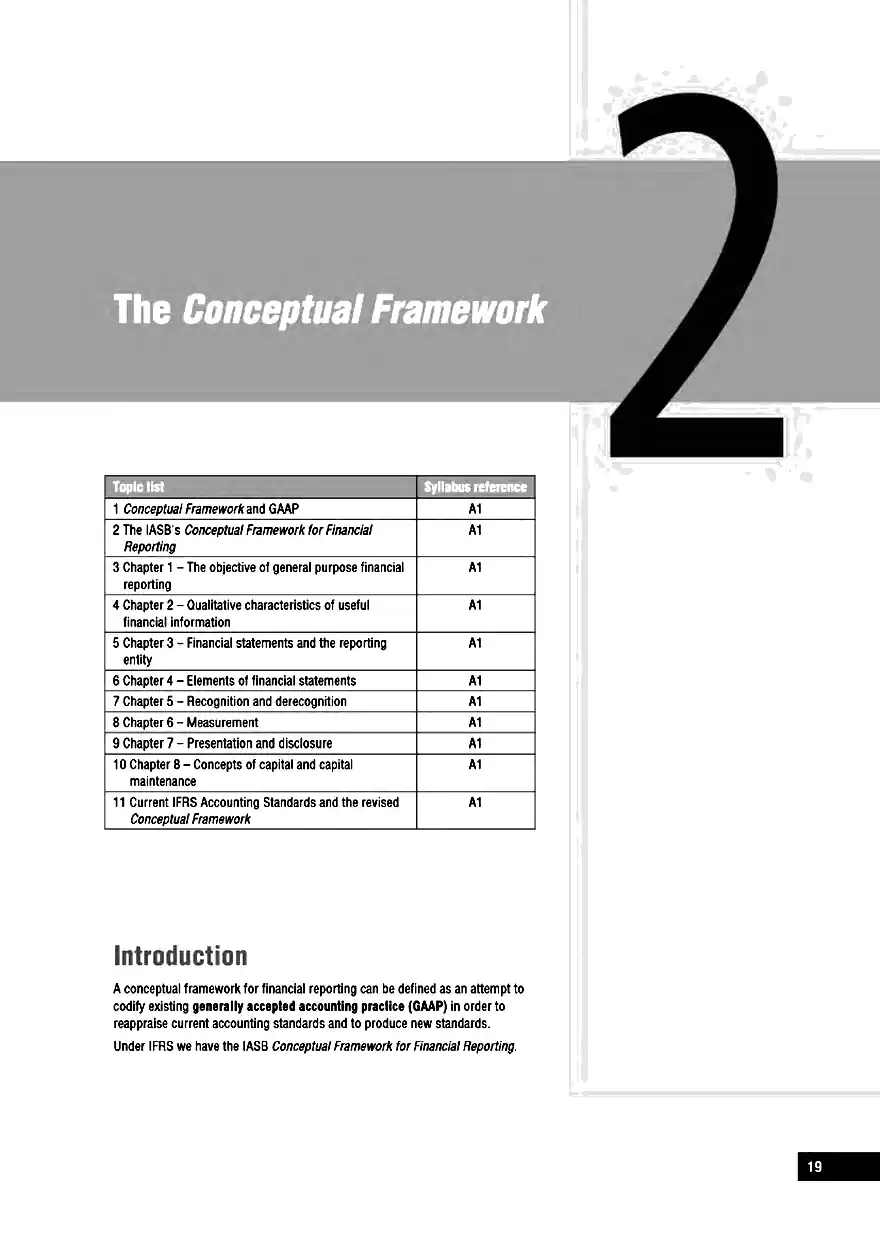 2
The Conceptual Framework
Topic list Syllabus reference
1 Conceptual Framework and GAAP A1
2 The IASB's Conceptual Framework for Financial A1
Reporting
3 Chapter 1 – The objective of general purpose financial A1
reporting
4 Chapter 2 – Qualitative characteristics of useful A1
financial information
5 Chapter 3 – Financial statements and the reporting A1
entity
6 Chapter 4 – Elements of financial statements A1
7 Chapter 5 – Recognition and derecognition A1
8 Chapter 6 – Measurement A1
9 Chapter 7 – Presentation and disclosure A1
10 Chapter 8 – Concepts of capital and capital A1
maintenance
11 Current IFRS Accounting Standards and the revised A1
Conceptual Framework
Introduction
A conceptual framework for financial reporting can be defined as an attempt to
codify existing generally accepted accounting practice (GAAP) in order to
reappraise current accounting standards and to produce new standards.
Under IFRS we have the IASB Conceptual Framework for Financial Reporting.
19